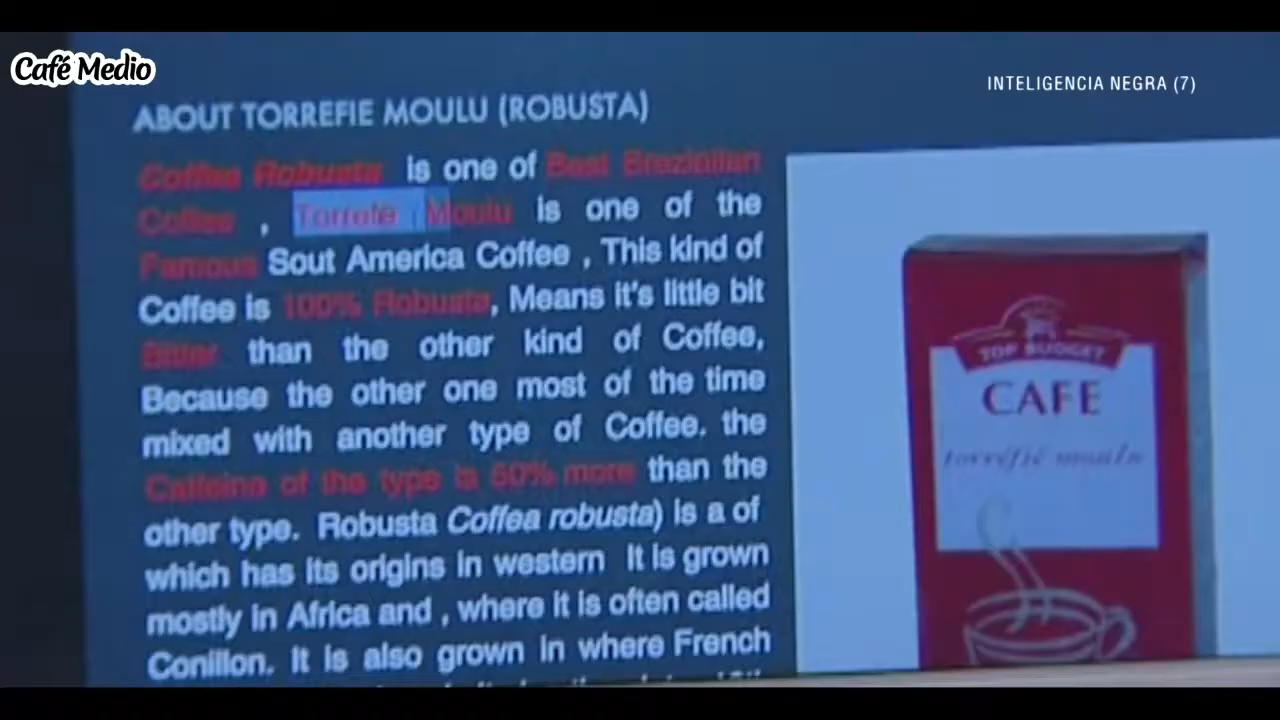 Café Medio
INTELIGENCIA NEGRA (7)
ABOUT TORREFIE MOULU (ROBUSTA)
Coffea Robusta is one of Best Brezidlian
Coffee , Torrefe Moulu is one of the
Famous Sout America Coffee , This kind of
Coffee is 100% Robusta, Means it's little bit
Bitter than the other kind of Coffee,
Because the other one most of the time
mixed with another type of Coffee. the
Caffeine of the type is 50% more than the
other type. Robusta Coffea robusta) is a of
which has its origins in western It is grown
mostly in Africa and , where it is often called
Conillon. It is also grown in where French
TOP BUDGET
CAFE
torréfié moulu